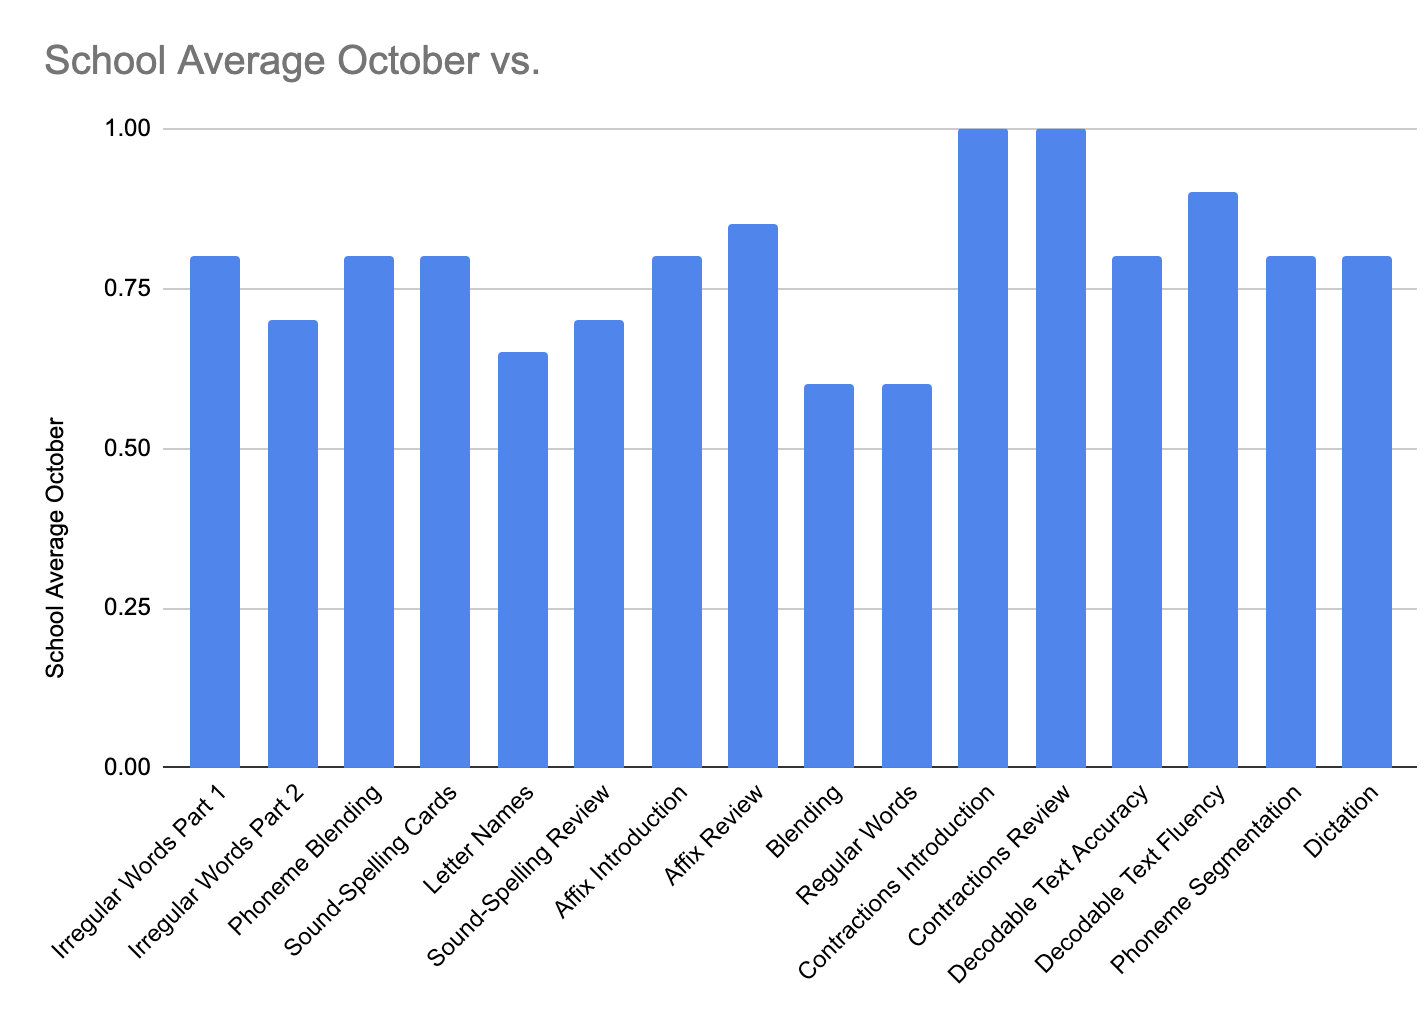 School Average October vs.
School Average October
1.00
0.75
0.50
0.25
0.00
Irregular Words Part 1
Irregular Words Part 2
Phoneme Blending
Sound-Spelling Cards
Letter Names
Sound-Spelling Review
Affix Introduction
Affix Review
Blending
Regular Words
Contractions Introduction
Contractions Review
Decodable Text Accuracy
Decodable Text Fluency
Phoneme Segmentation
Dictation